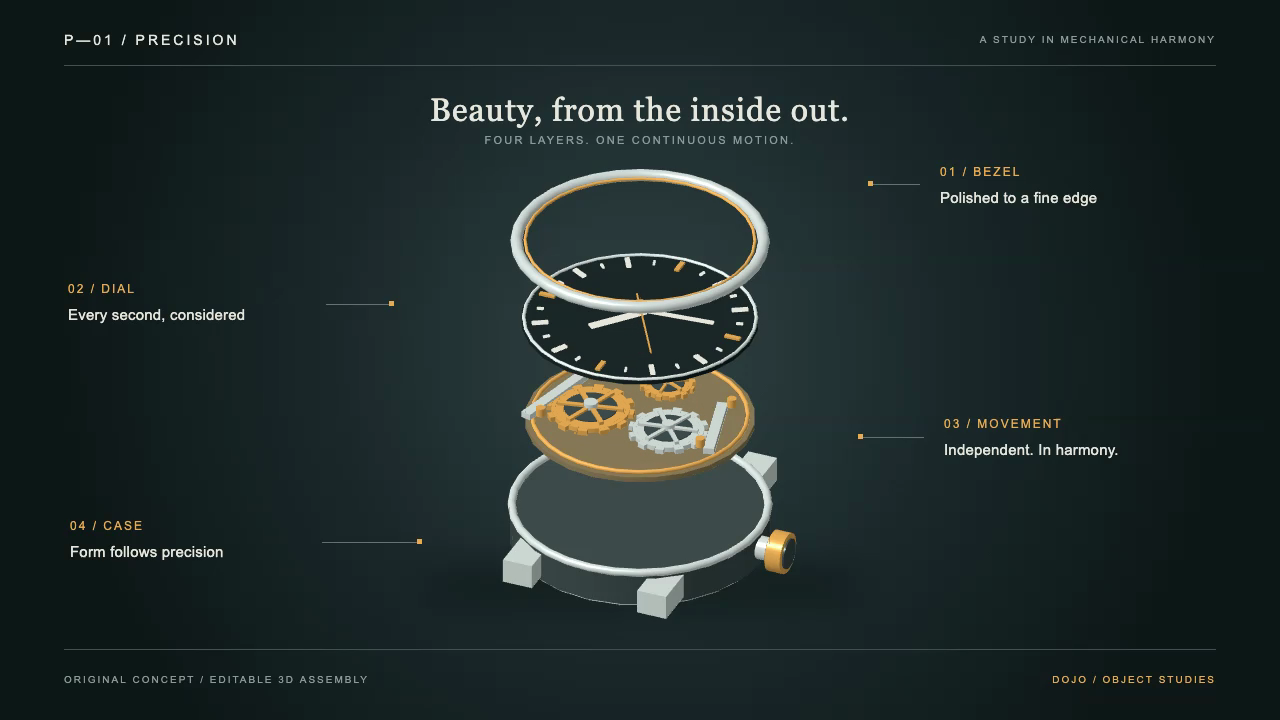 P—01 / PRECISION
A STUDY IN MECHANICAL HARMONY
Beauty, from the inside out.
FOUR LAYERS. ONE CONTINUOUS MOTION.
01 / BEZEL
Polished to a fine edge
02 / DIAL
Every second, considered
03 / MOVEMENT
Independent. In harmony.
04 / CASE
Form follows precision
ORIGINAL CONCEPT / EDITABLE 3D ASSEMBLY
DOJO / OBJECT STUDIES